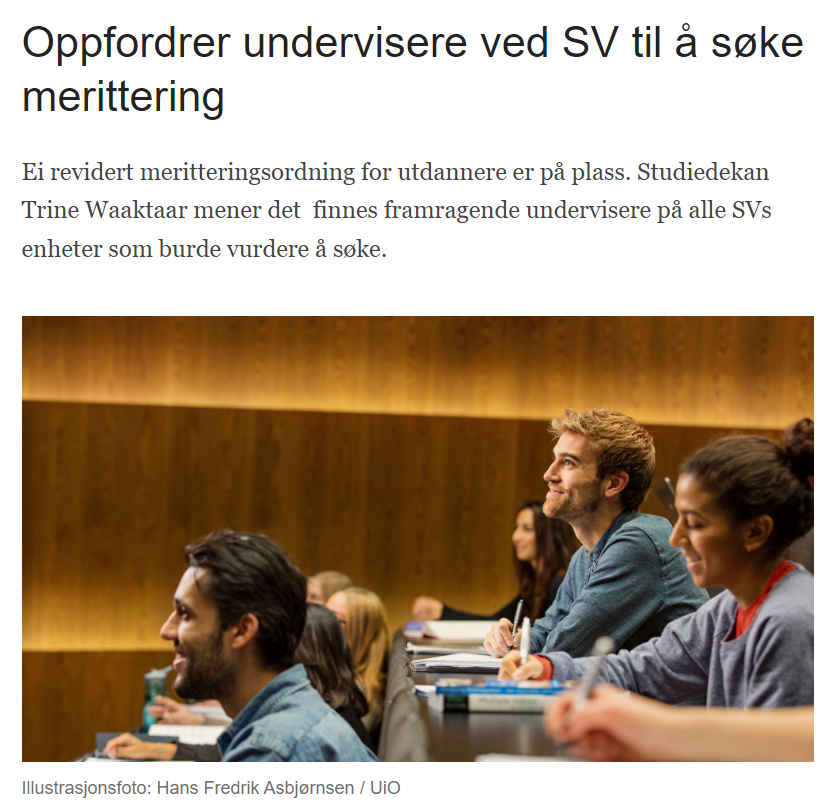 Oppfordrer undervisere ved SV til å søke
merittering
Ei revidert meritteringsordning for utdannere er på plass. Studiedekan
Trine Waaktaar mener det  finnes framragende undervisere på alle SVs
enheter som burde vurdere å søke.
Illustrasjonsfoto: Hans Fredrik Asbjørnsen / UiO